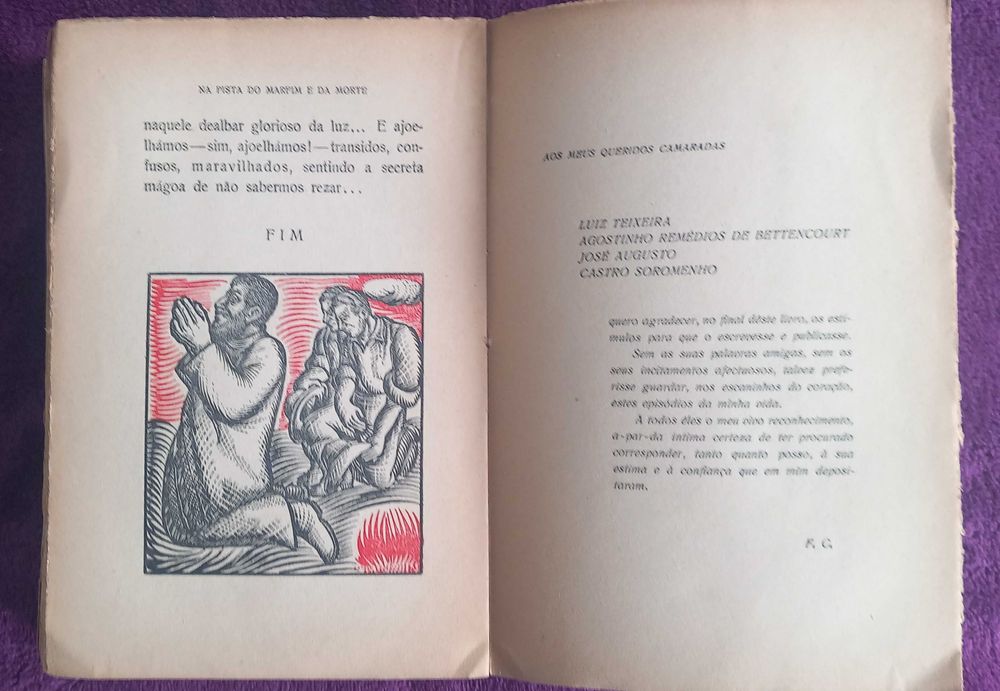 NA PISTA DO MARFIM E DA MORTE
naquele dealbar glorioso da luz... E ajoe-
lhámos—sim, ajoelhámos!—transidos, con-
fusos, maravilhados, sentindo a secreta
mágoa de não sabermos rezar...
FIM
AOS MEUS QUERIDOS CAMARADAS
LUIZ TEIXEIRA
AGOSTINHO REMÉDIOS DE BETTENCOURT
JOSÉ AUGUSTO
CASTRO SOROMENHO
quero agradecer, no final dêste livro, os estí-
mulos para que o escrevesse e publicasse.
Sem as suas palavras amigas, sem os
seus incitamentos afectuosos, talvez prefe-
risse guardar, nos escaninhos do coração,
êstes episódios da minha vida.
A todos êles o meu vivo reconhecimento,
a-par-da íntima certeza de ter procurado
corresponder, tanto quanto posso, à sua
estima e à confiança que em mim deposi-
taram.
F. G.